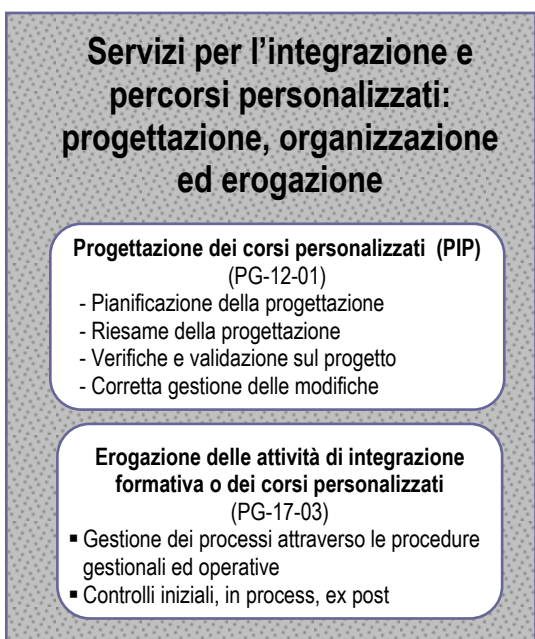 Servizi per l’integrazione e
percorsi personalizzati:
progettazione, organizzazione
ed erogazione
Progettazione dei corsi personalizzati (PIP)
(PG-12-01)
- Pianificazione della progettazione
- Riesame della progettazione
- Verifiche e validazione sul progetto
- Corretta gestione delle modifiche
Erogazione delle attività di integrazione
formativa o dei corsi personalizzati
(PG-17-03)
▪ Gestione dei processi attraverso le procedure
gestionali ed operative
▪ Controlli iniziali, in process, ex post